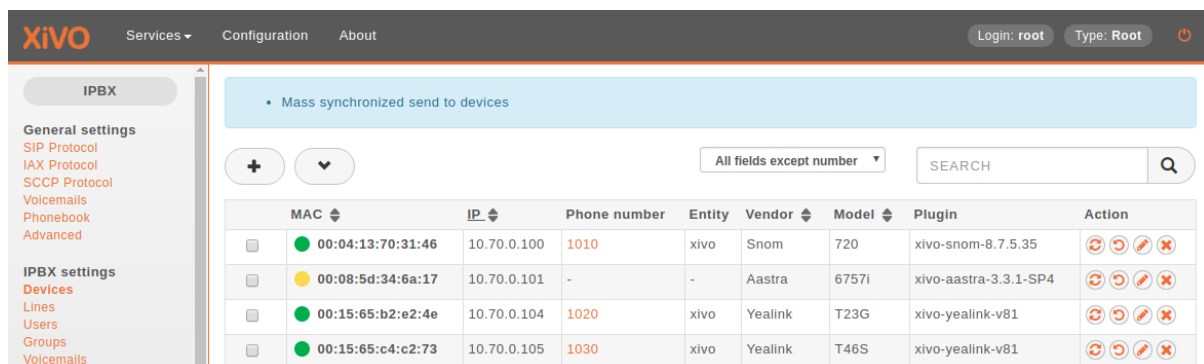 XiVO Services Configuration About Login: root Type: Root
IPBX
General settings
SIP Protocol
IAX Protocol
SCCP Protocol
Voicemails
Phonebook
Advanced
IPBX settings
Devices
Lines
Users
Groups
Voicemails
Mass synchronized send to devices
All fields except number SEARCH
MAC IP Phone number Entity Vendor Model Plugin Action
00:04:13:70:31:46 10.70.0.100 1010 xivo Snom 720 xivo-snom-8.7.5.35
00:08:5d:34:6a:17 10.70.0.101 - - Aastra 6757i xivo-aastra-3.3.1-SP4
00:15:65:b2:e2:4e 10.70.0.104 1020 xivo Yealink T23G xivo-yealink-v81
00:15:65:c4:c2:73 10.70.0.105 1030 xivo Yealink T46S xivo-yealink-v81